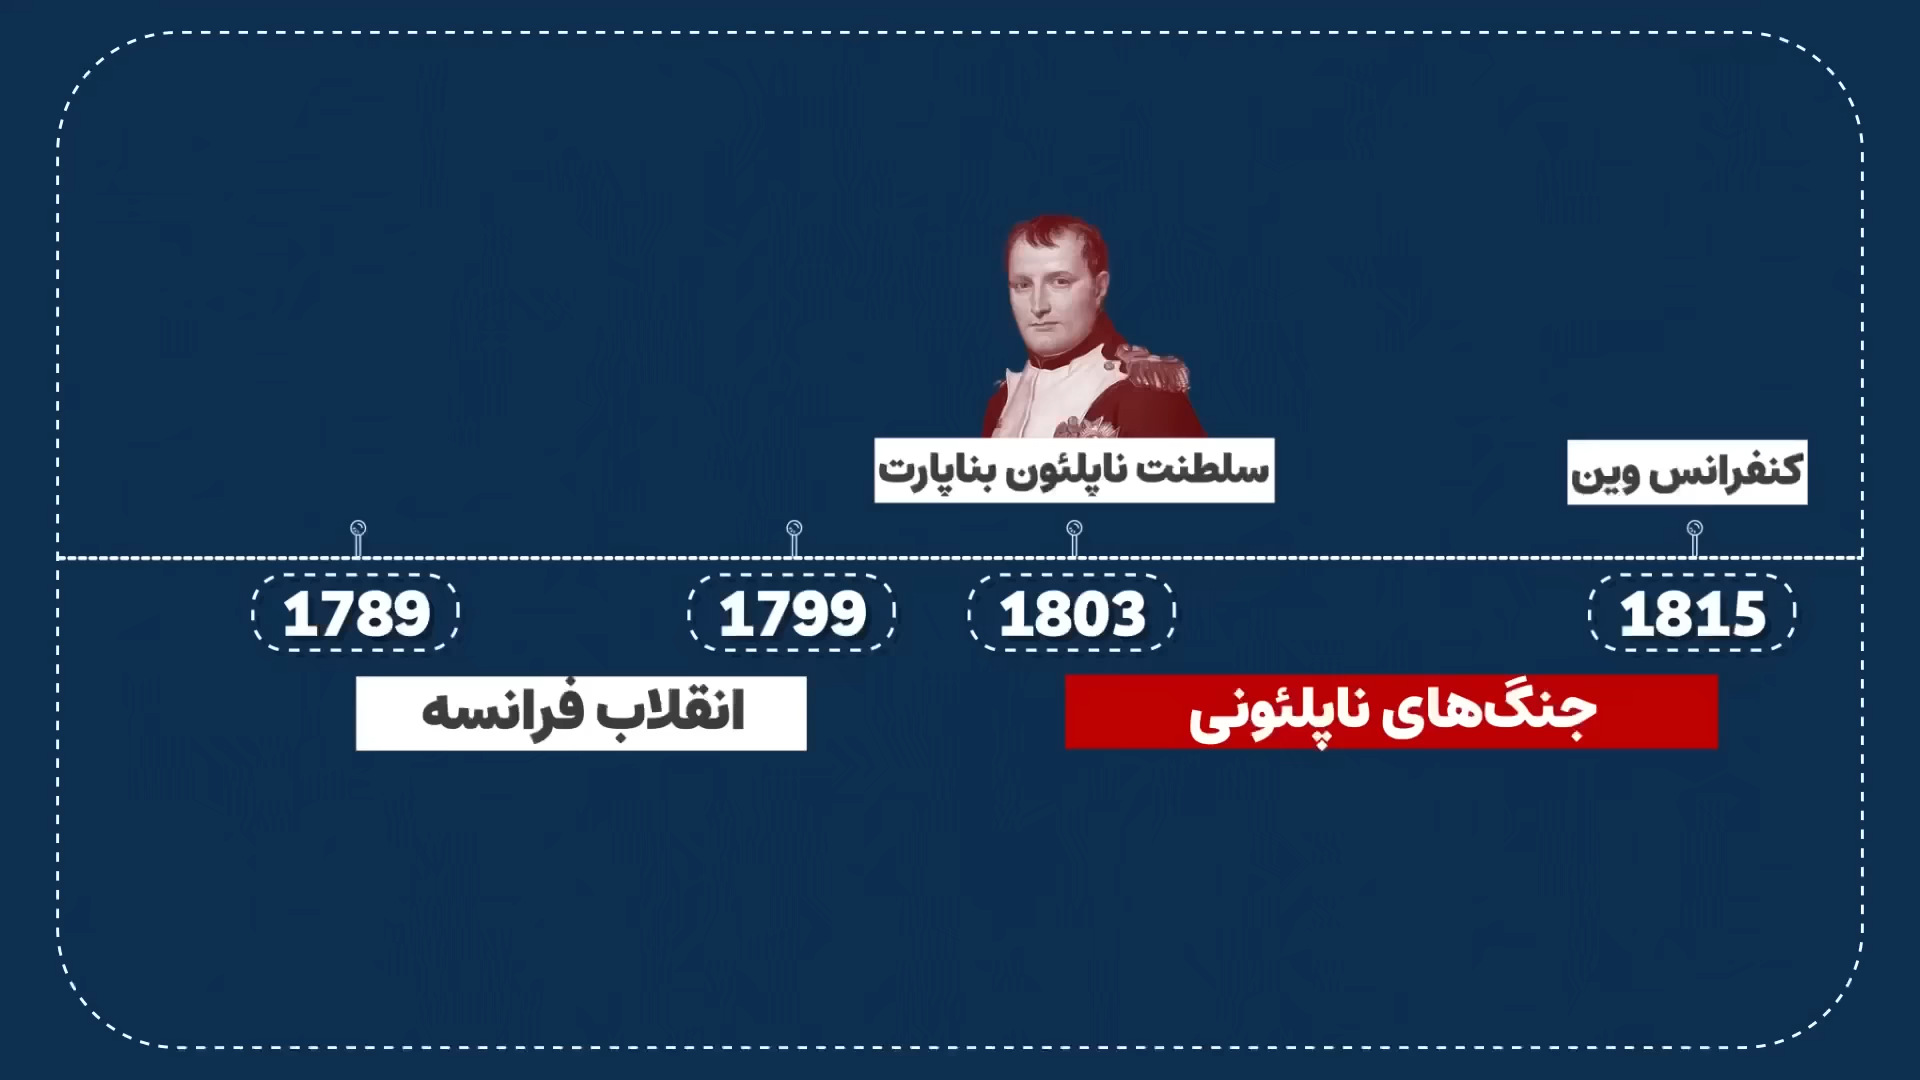 سلطنت ناپلئون بناپارت
کنفرانس وین
1789
1799
1803
1815
انقلاب فرانسه
جنگ‌های ناپلئونی